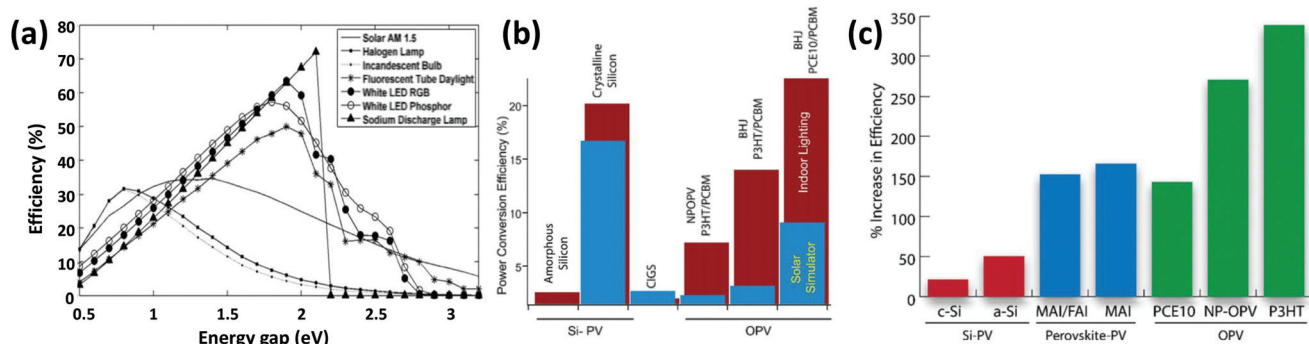 (a)
Efficiency (%)
80
70
60
50
40
30
20
10
0
0.5
1
1.5
2
2.5
3
Energy gap (eV)
Solar AM 1.5
Halogen Lamp
Incandescent Bulb
Fluorescent Tube Daylight
White LED RGB
White LED Phosphor
Sodium Discharge Lamp
(b)
Power Conversion Efficiency (%)
20
15
10
5
Amorphous
Silicon
Crystalline
Silicon
CIGS
NPOPV
P3HT/PCBM
BHJ
P3HT/PCBM
BHJ
PCE10/PCBM
Indoor Lighting
Solar
Simulator
Si- PV
OPV
(c)
% Increase in Efficiency
350
300
250
200
150
100
50
0
c-Si
a-Si
MAI/FAI
MAI
PCE10
NP-OPV
P3HT
Si-PV
Perovskite-PV
OPV